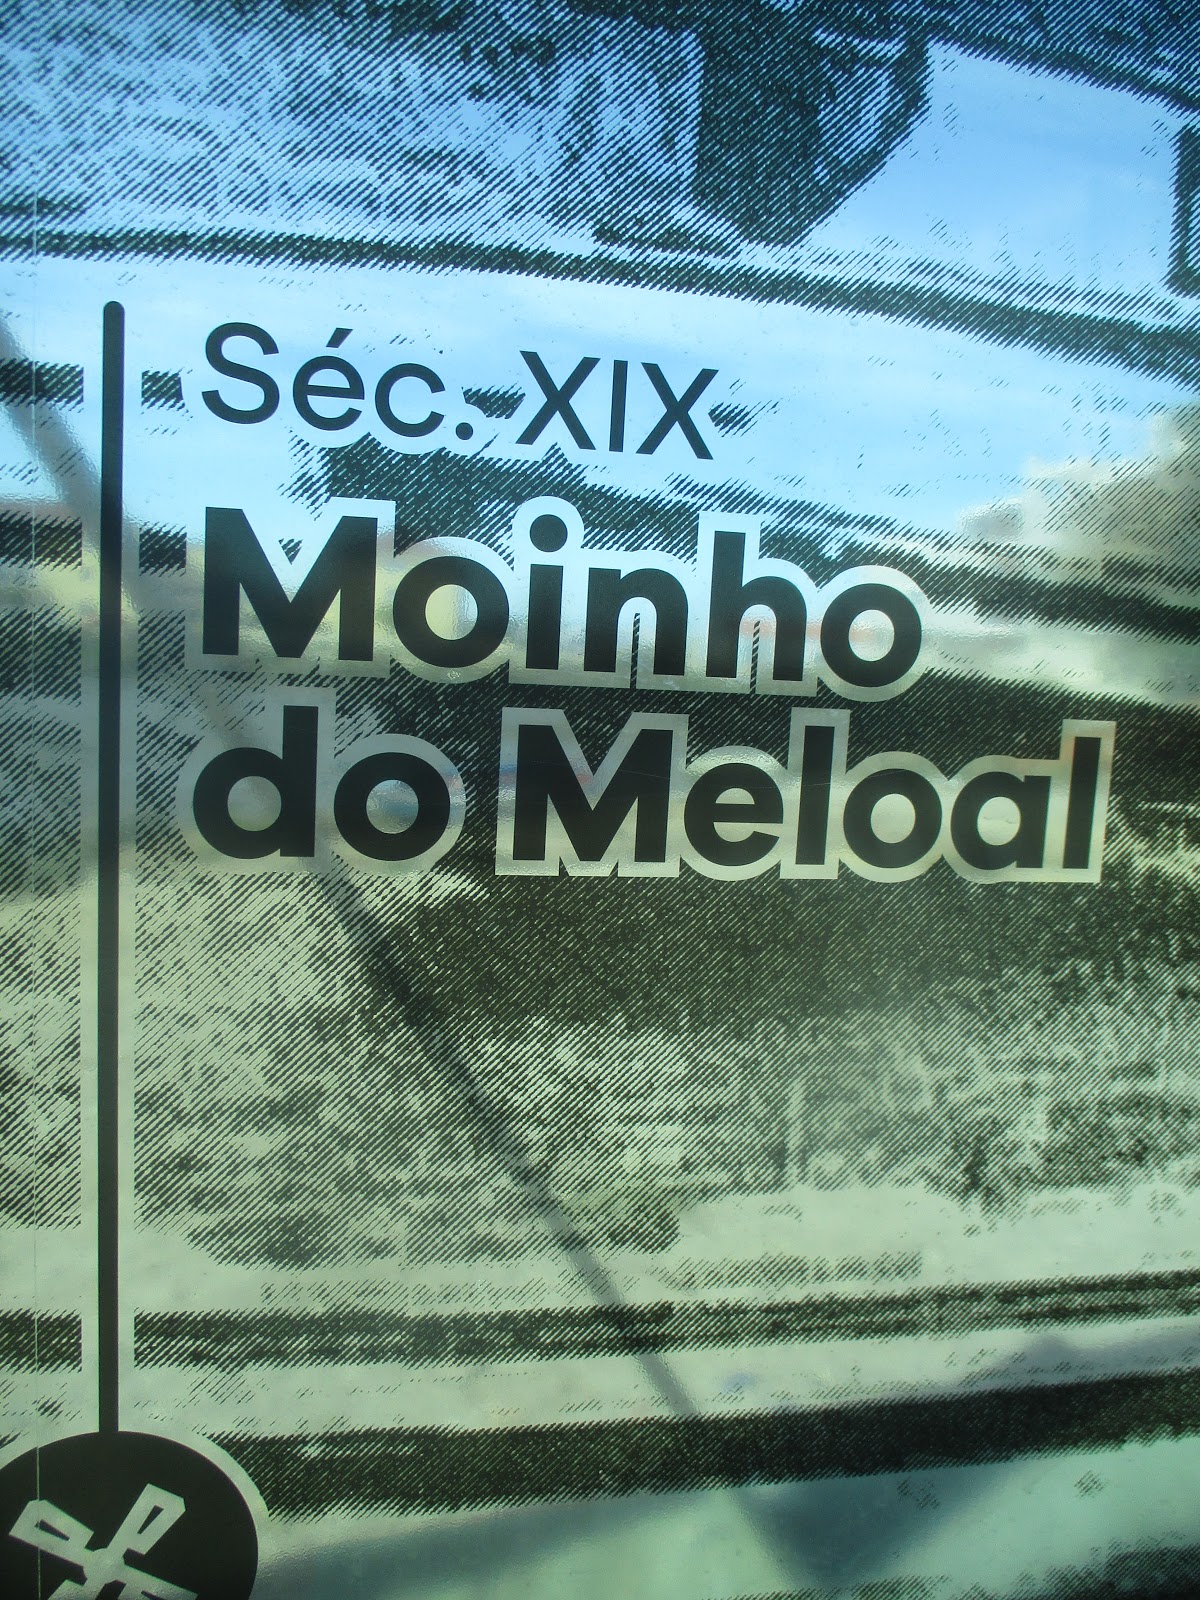 Séc. XIX
Moinho
do Meloal